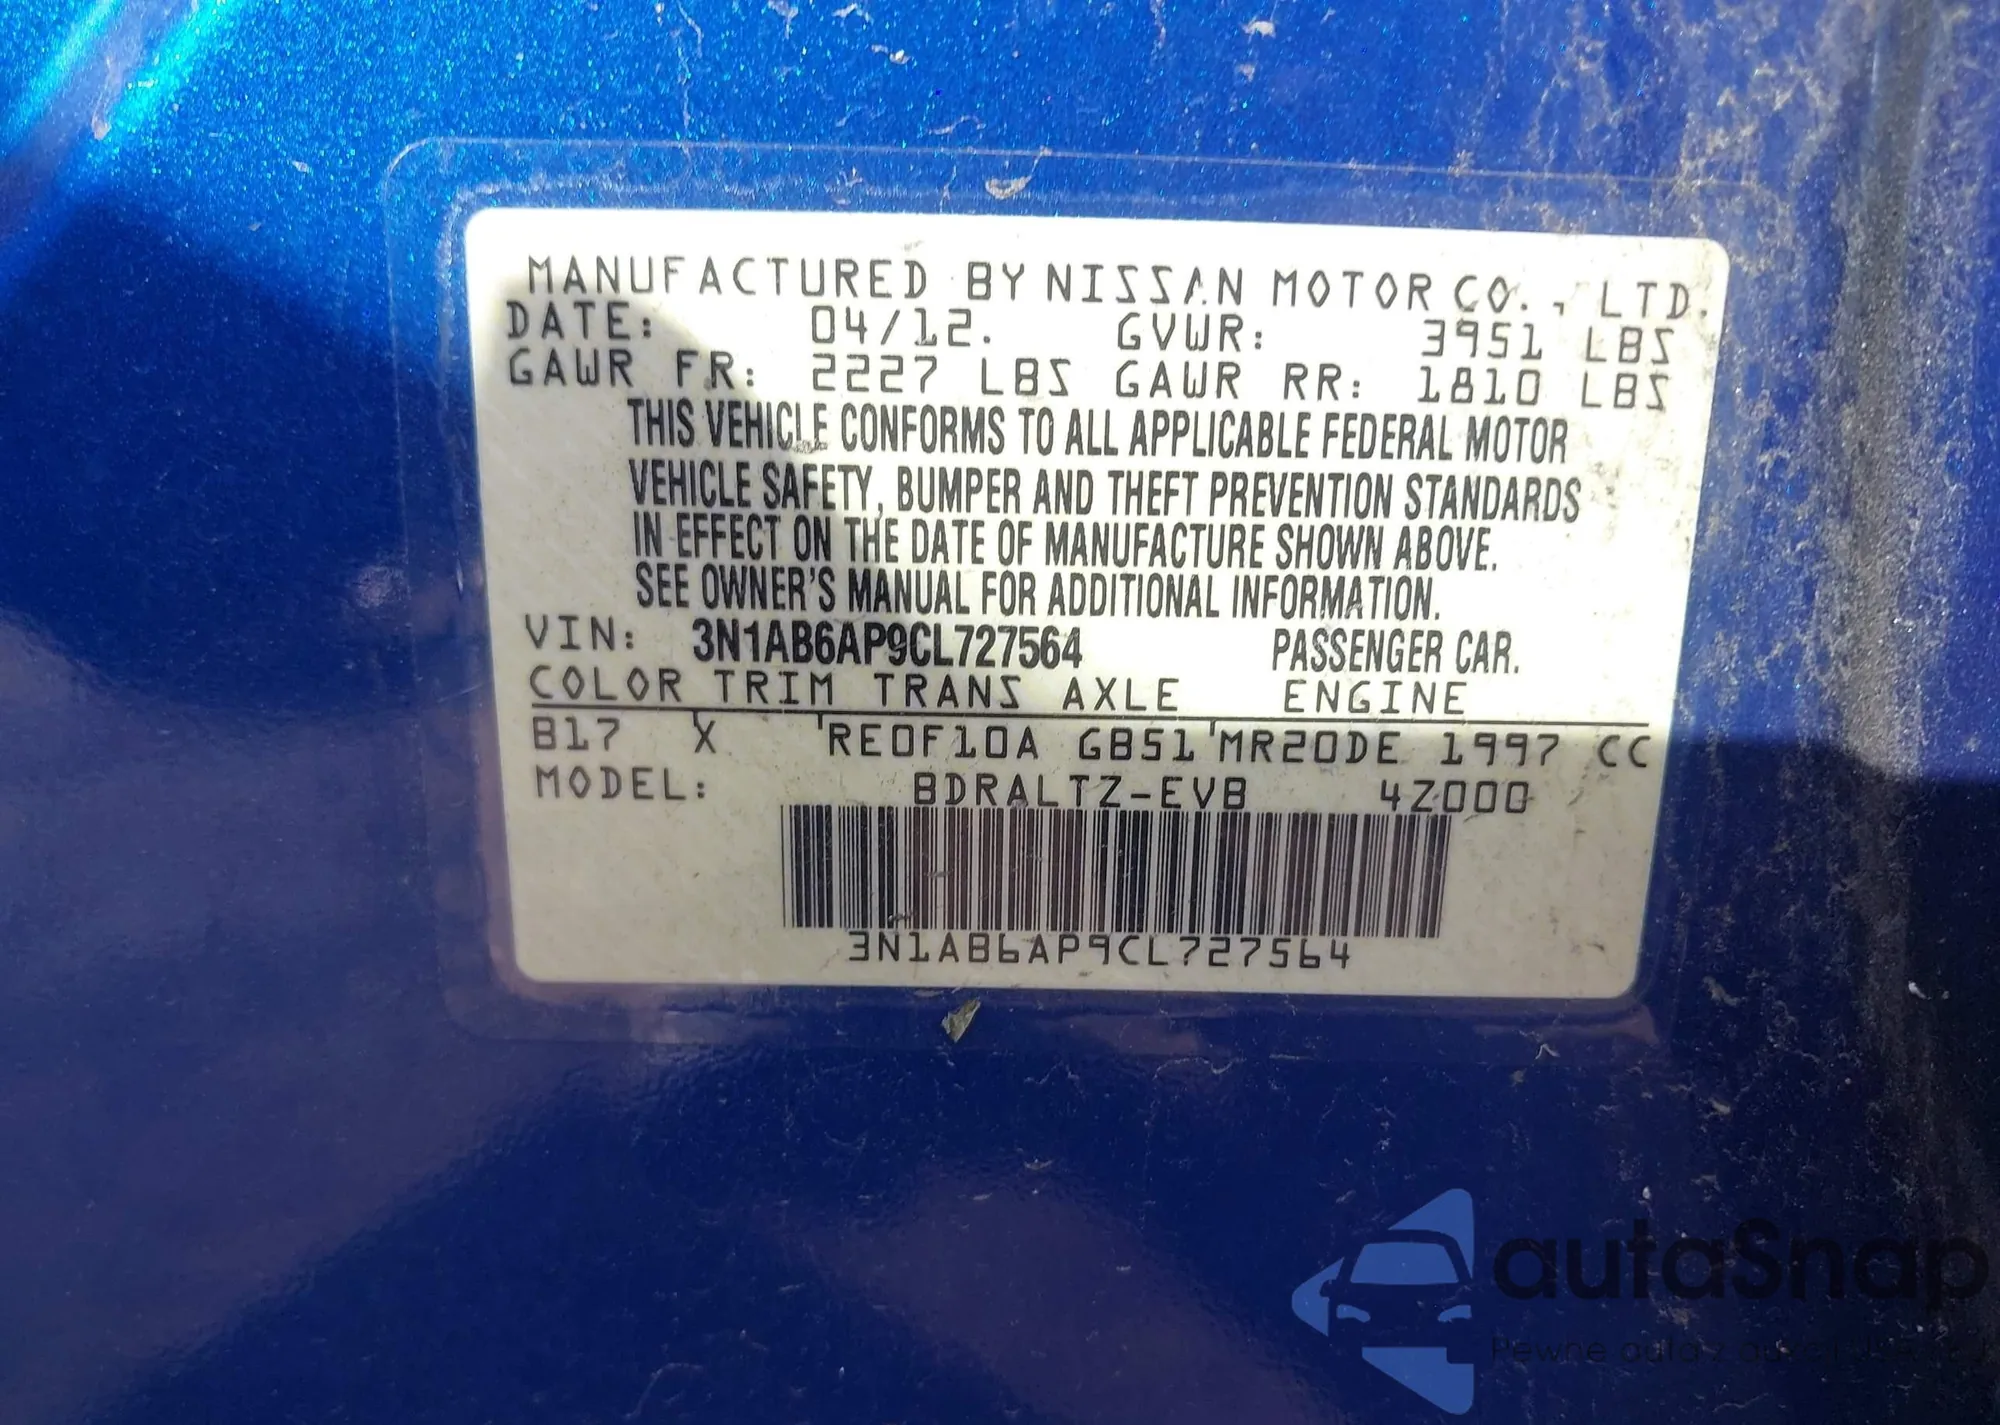 MANUFACTURED BY NISSAN MOTOR CO., LTD.
DATE: 04/12. GVWR: 3951 LBS
GAWR FR: 2227 LBS GAWR RR: 1810 LBS
THIS VEHICLE CONFORMS TO ALL APPLICABLE FEDERAL MOTOR
VEHICLE SAFETY, BUMPER AND THEFT PREVENTION STANDARDS
IN EFFECT ON THE DATE OF MANUFACTURE SHOWN ABOVE.
SEE OWNER'S MANUAL FOR ADDITIONAL INFORMATION.
VIN: 3N1AB6AP9CL727564 PASSENGER CAR.
COLOR TRIM TRANS AXLE ENGINE
B17 X RE0F10A GB51 MR20DE 1997 CC
MODEL: BDRALTZ-EVB 4Z000
3N1AB6AP9CL727564
autaSnap
Pewne auta z